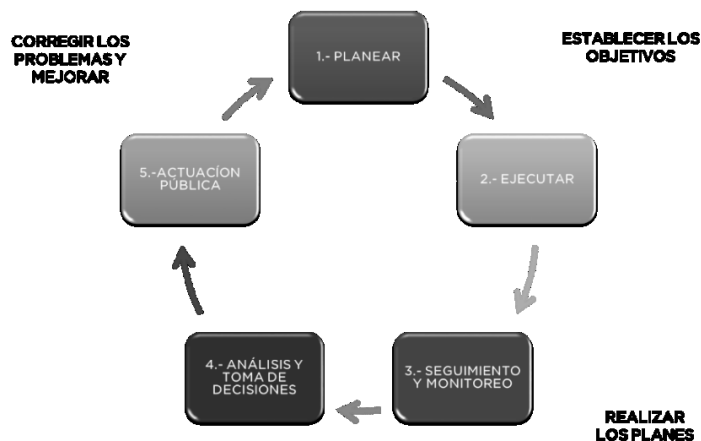 CORREGIR LOS
PROBLEMAS Y
MEJORAR
1.- PLANEAR
ESTABLECER LOS
OBJETIVOS
5.-ACTUACÍON
PÚBLICA
2.- EJECUTAR
4.- ANÁLISIS Y
TOMA DE
DECISIONES
3.- SEGUIMIENTO
Y MONITOREO
REALIZAR
LOS PLANES